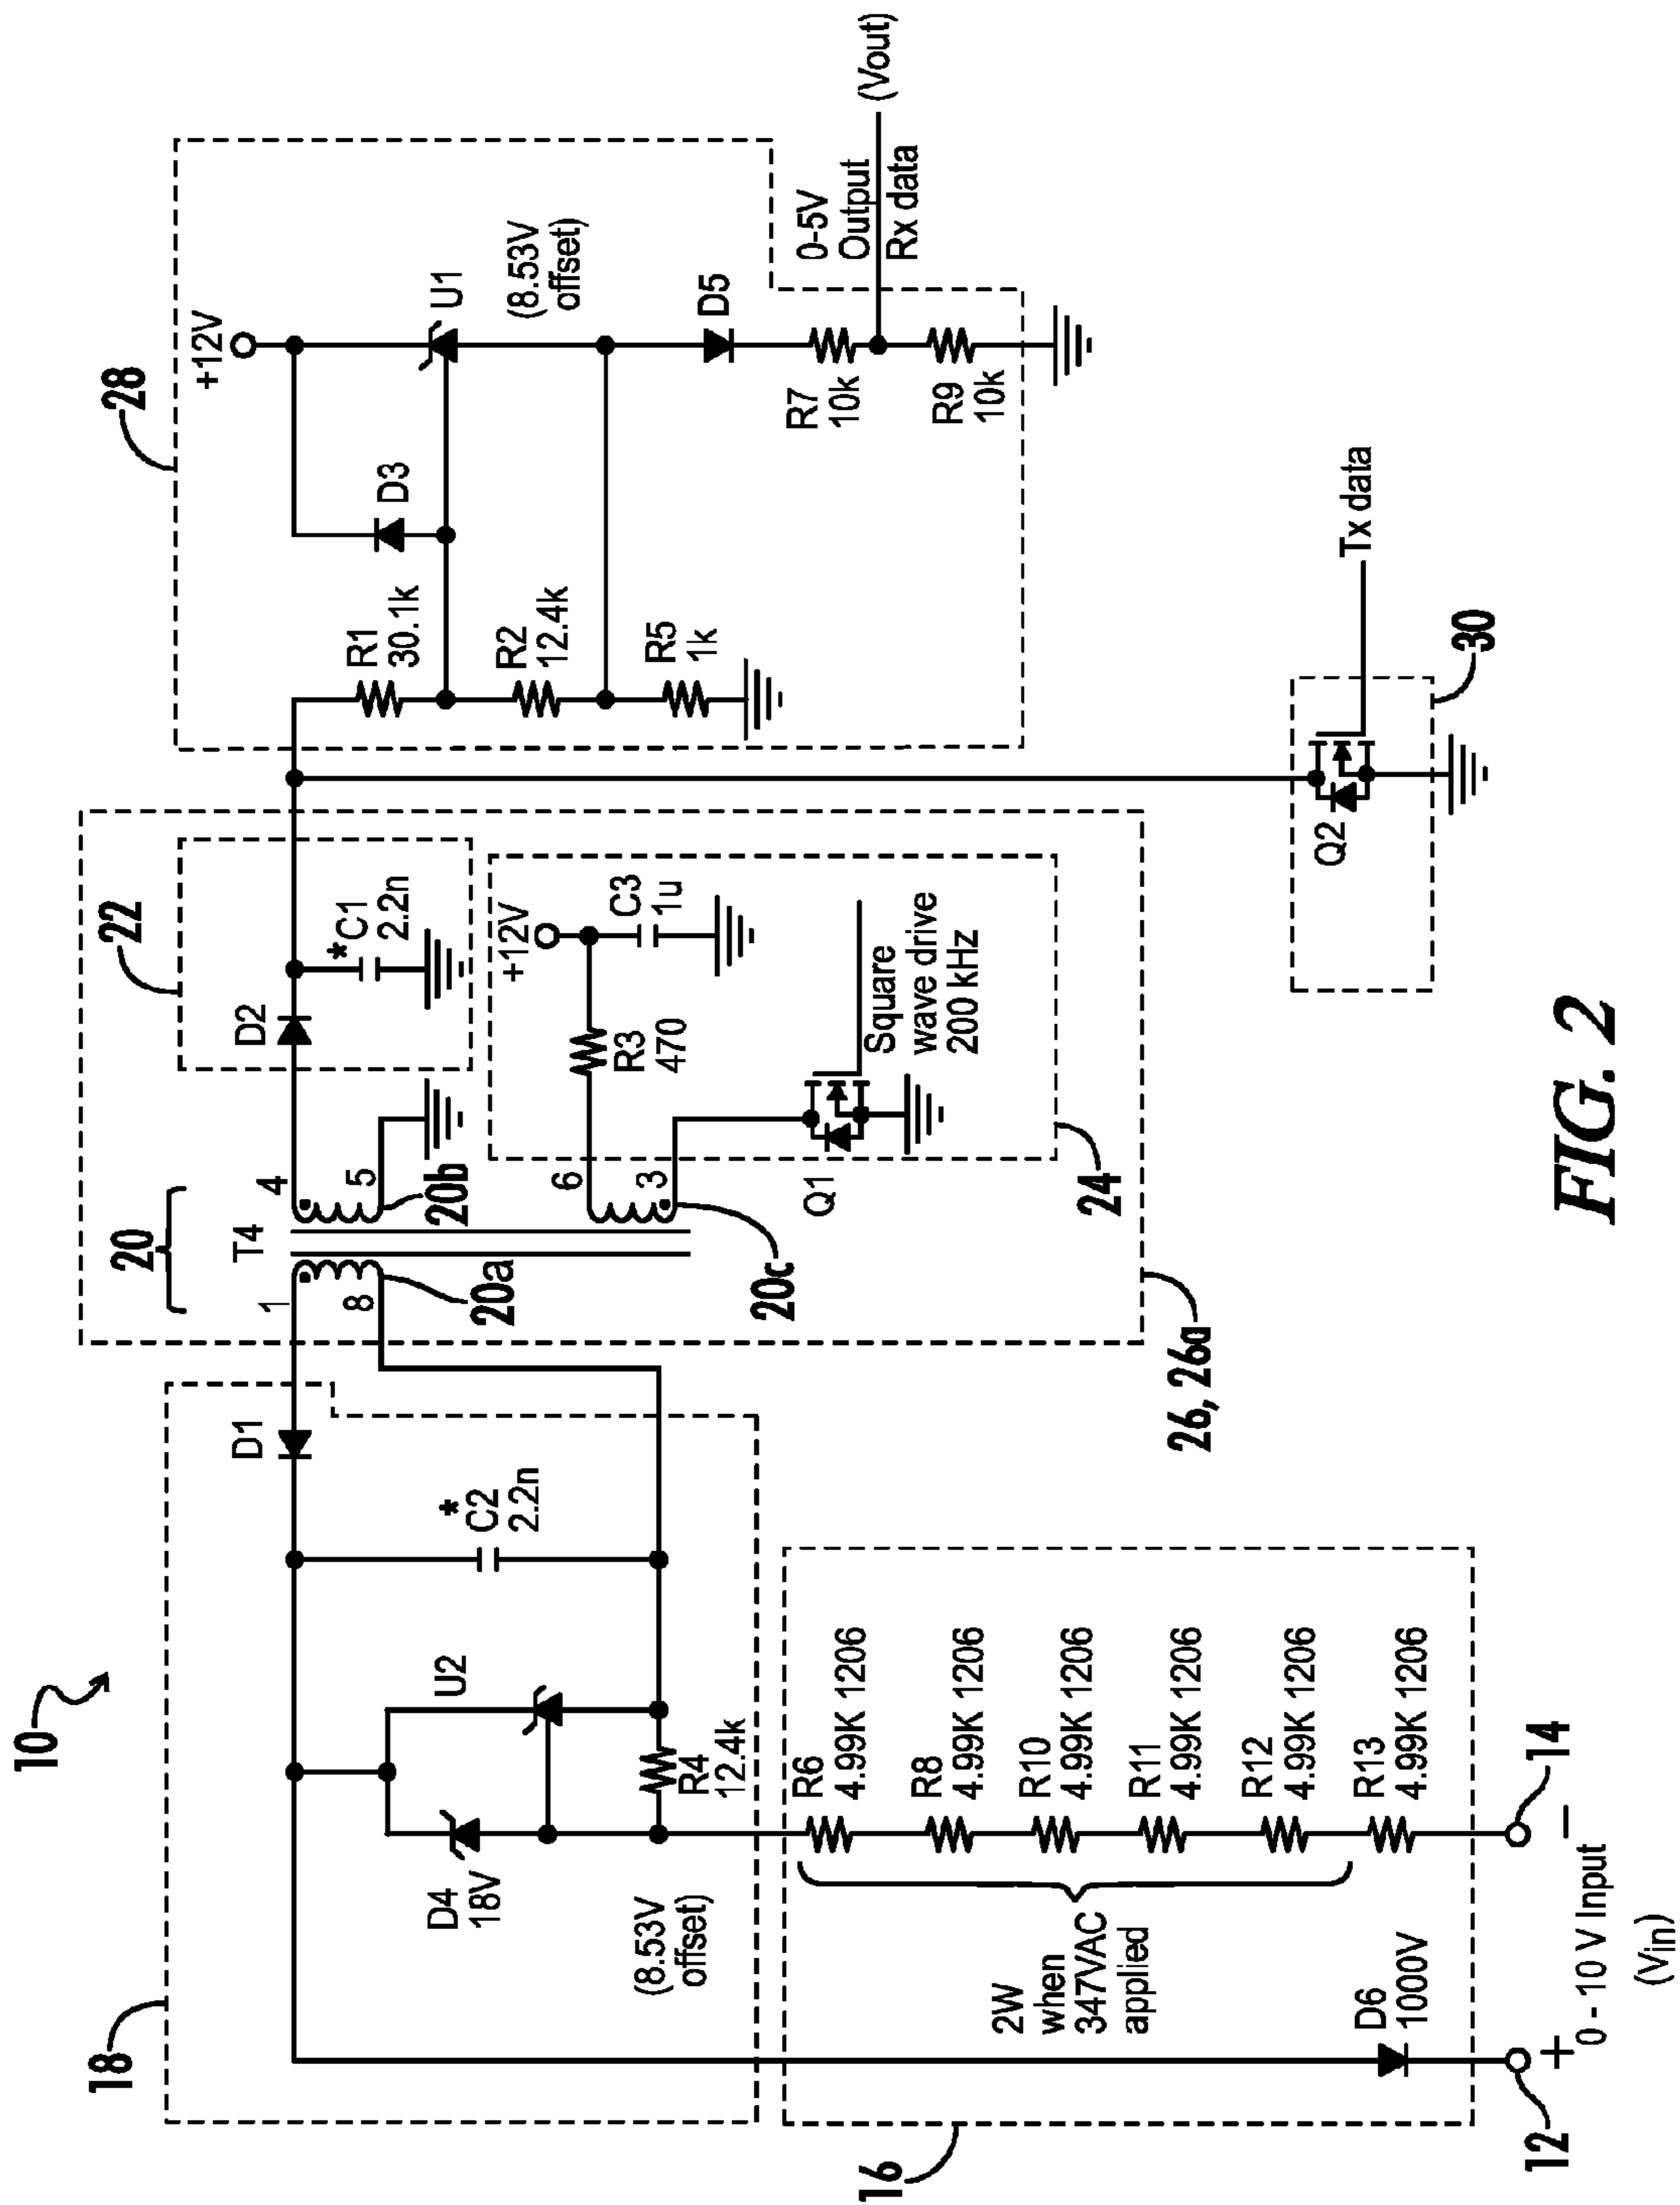 10
18
D1
*
C2
2.2n
U2
D4
18V
R4
12.4k
(8.53V
offset)
16
R6
4.99K 1206
R8
4.99K 1206
R10
4.99K 1206
R11
4.99K 1206
R12
4.99K 1206
R13
4.99K 1206
2W
when
347VAC
applied
D6
1000V
12
+
−
14
0 - 10 V Input
(Vin)
20
T4
1
8
20a
4
5
20b
6
3
20c
22
D2
*
C1
2.2n
+12V
R3
470
C3
1u
Q1
Square
wave drive
200 kHz
24
26, 26a
28
+12V
R1
30.1k
D3
U1
(8.53V
offset)
R2
12.4k
R5
1k
D5
R7
10k
R9
10k
0-5V
Output
Rx data
(Vout)
Q2
Tx data
30
FIG. 2